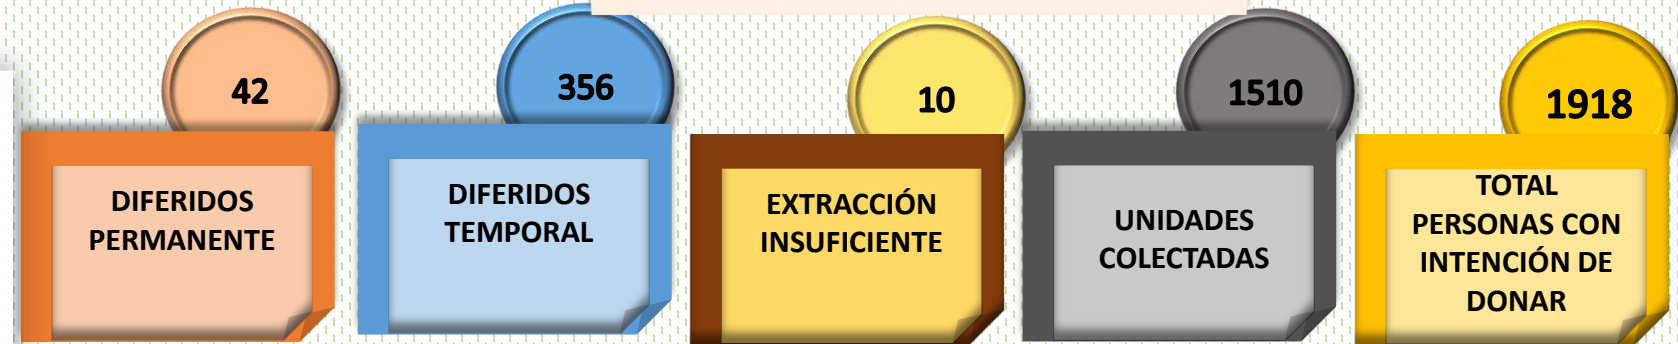 42
DIFERIDOS
PERMANENTE
356
DIFERIDOS
TEMPORAL
10
EXTRACCIÓN
INSUFICIENTE
1510
UNIDADES
COLECTADAS
1918
TOTAL
PERSONAS CON
INTENCIÓN DE
DONAR